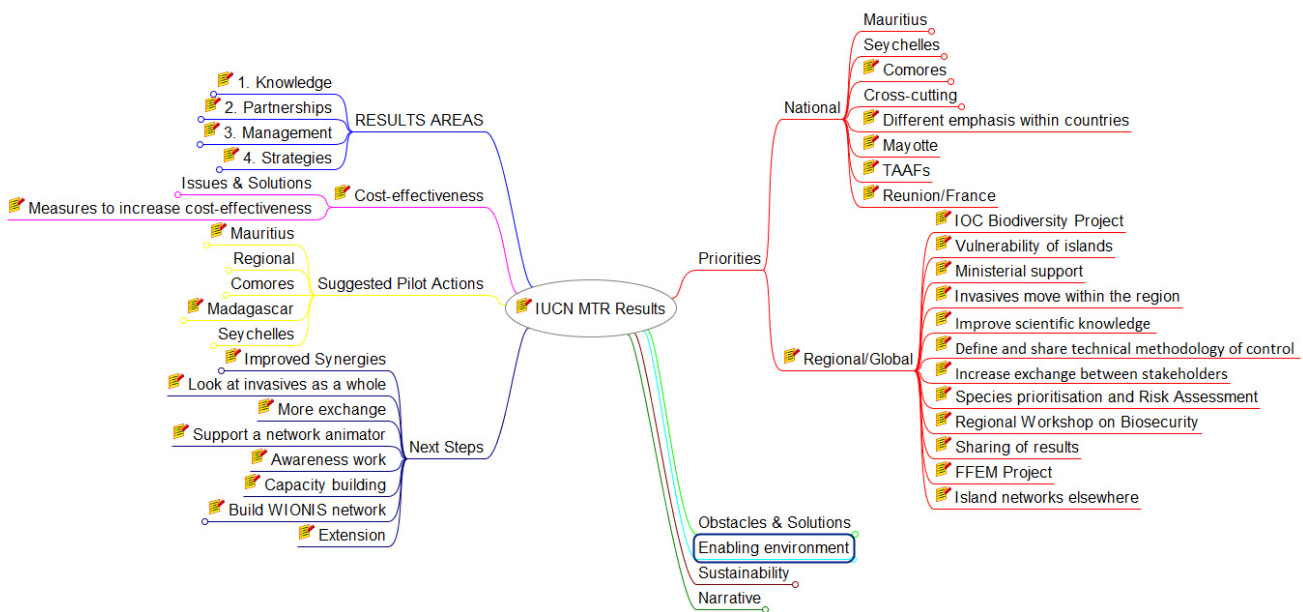 IUCN MTR Results
RESULTS AREAS
1. Knowledge
2. Partnerships
3. Management
4. Strategies
Cost-effectiveness
Issues & Solutions
Measures to increase cost-effectiveness
Suggested Pilot Actions
Mauritius
Regional
Comores
Madagascar
Seychelles
Next Steps
Improved Synergies
Look at invasives as a whole
More exchange
Support a network animator
Awareness work
Capacity building
Build WIONIS network
Extension
Priorities
National
Mauritius
Seychelles
Comores
Cross-cutting
Different emphasis within countries
Mayotte
TAAFs
Reunion/France
Regional/Global
IOC Biodiversity Project
Vulnerability of islands
Ministerial support
Invasives move within the region
Improve scientific knowledge
Define and share technical methodology of control
Increase exchange between stakeholders
Species prioritisation and Risk Assessment
Regional Workshop on Biosecurity
Sharing of results
FFEM Project
Island networks elsewhere
Obstacles & Solutions
Enabling environment
Sustainability
Narrative